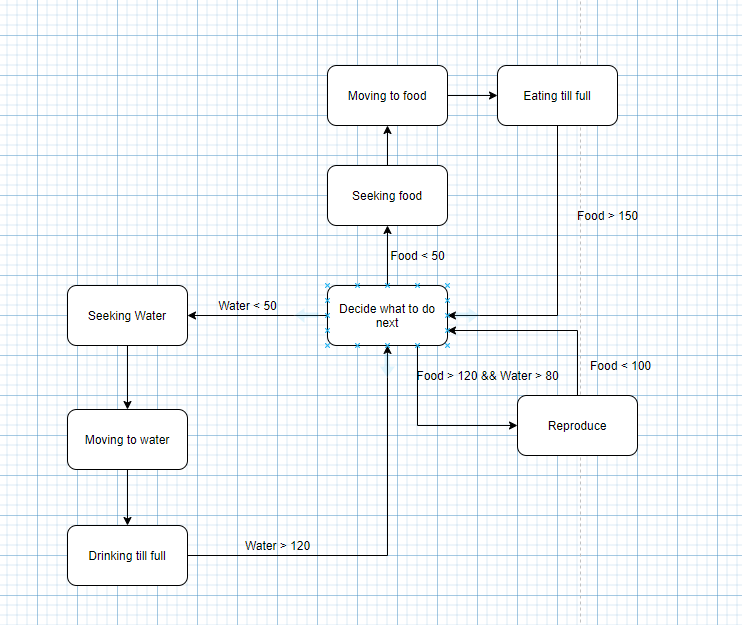 Moving to food
Eating till full
Seeking food
Food > 150
Food < 50
Water < 50
Seeking Water
Decide what to do
next
Food > 120 && Water > 80
Food < 100
Reproduce
Moving to water
Water > 120
Drinking till full